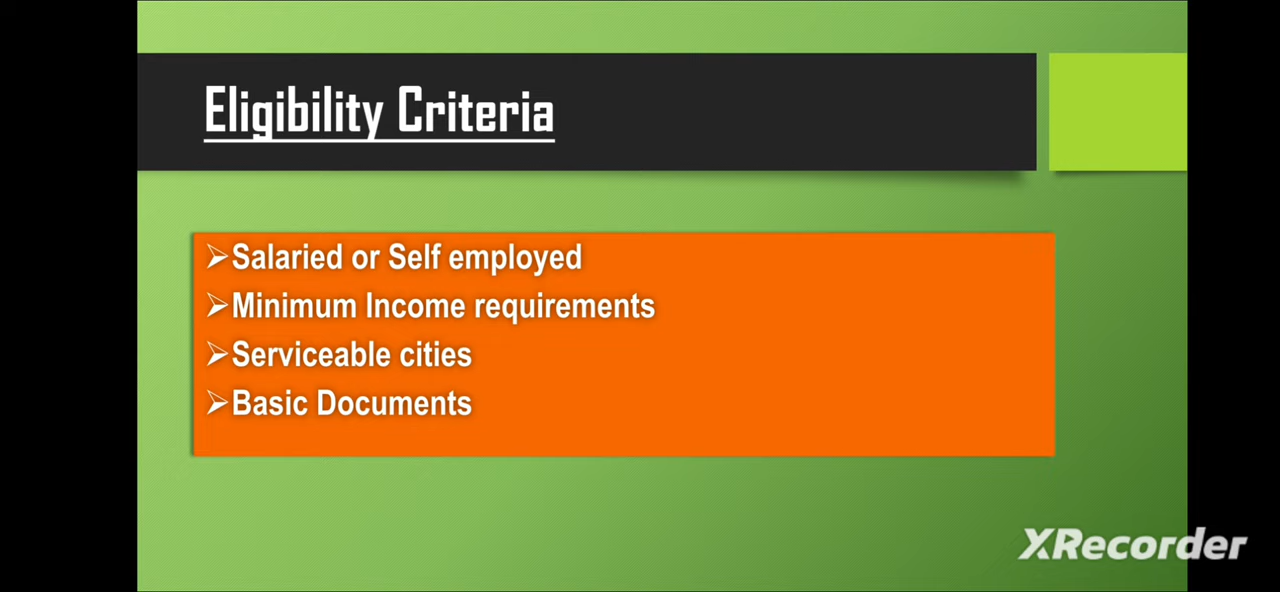 Eligibility Criteria
➢Salaried or Self employed
➢Minimum Income requirements
➢Serviceable cities
➢Basic Documents
XRecorder